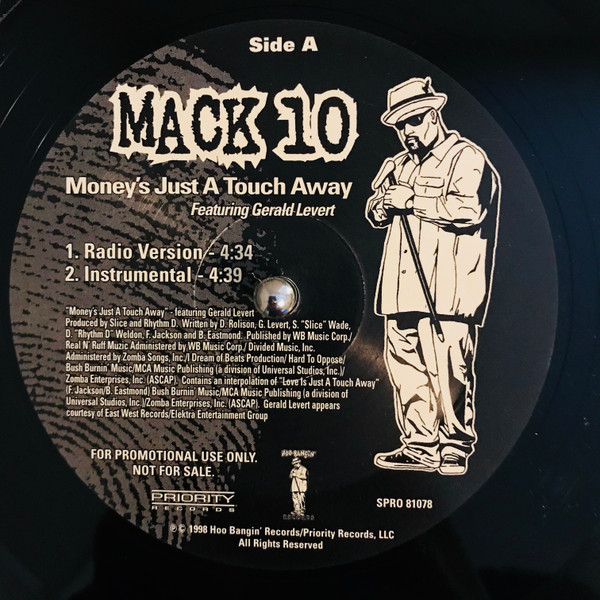 Side A
MACK 10
Money's Just A Touch Away
Featuring Gerald Levert
1. Radio Version - 4:34
2. Instrumental - 4:39
"Money's Just A Touch Away" - featuring Gerald Levert
Produced by Slice and Rhythm D. Written by D. Rolison, G. Levert, S. "Slice" Wade,
D. "Rhythm D" Weldon, F. Jackson and B. Eastmond. Published by WB Music Corp./
Real N Ruff Muzic Administered by WB Music Corp./ Divided Music, Inc.
Administered by Zomba Songs, Inc./I Dream of Beats Production/ Hard To Oppose/
Bush Burnin' Music/MCA Music Publishing (a division of Universal Studios, Inc.)/
Zomba Enterprises, Inc. (ASCAP). Contains an interpolation of "Love Is Just A Touch Away"
(F. Jackson/B. Eastmond) Bush Burnin' Music/MCA Music Publishing (a division of
Universal Studios, Inc. )/Zomba Enterprises, Inc. (ASCAP). Gerald Levert appears
courtesy of East West Records/Elektra Entertainment Group
FOR PROMOTIONAL USE ONLY.
NOT FOR SALE.
HOO-BANGIN'
RECORDS
PRIORITY
RECORDS
SPRO 81078
℗© 1998 Hoo Bangin' Records/Priority Records, LLC
All Rights Reserved